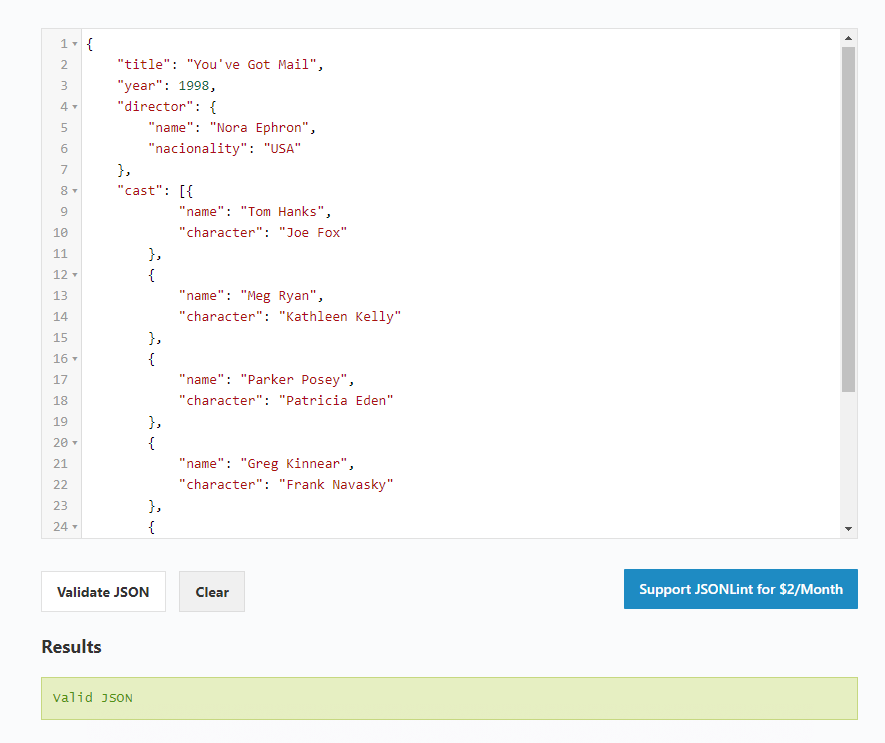 1 {
2 "title": "You've Got Mail",
3 "year": 1998,
4 "director": {
5 "name": "Nora Ephron",
6 "nacionality": "USA"
7 },
8 "cast": [{
9 "name": "Tom Hanks",
10 "character": "Joe Fox"
11 },
12 {
13 "name": "Meg Ryan",
14 "character": "Kathleen Kelly"
15 },
16 {
17 "name": "Parker Posey",
18 "character": "Patricia Eden"
19 },
20 {
21 "name": "Greg Kinnear",
22 "character": "Frank Navasky"
23 },
24 {
Validate JSON
Clear
Support JSONLint for $2/Month
Results
Valid JSON